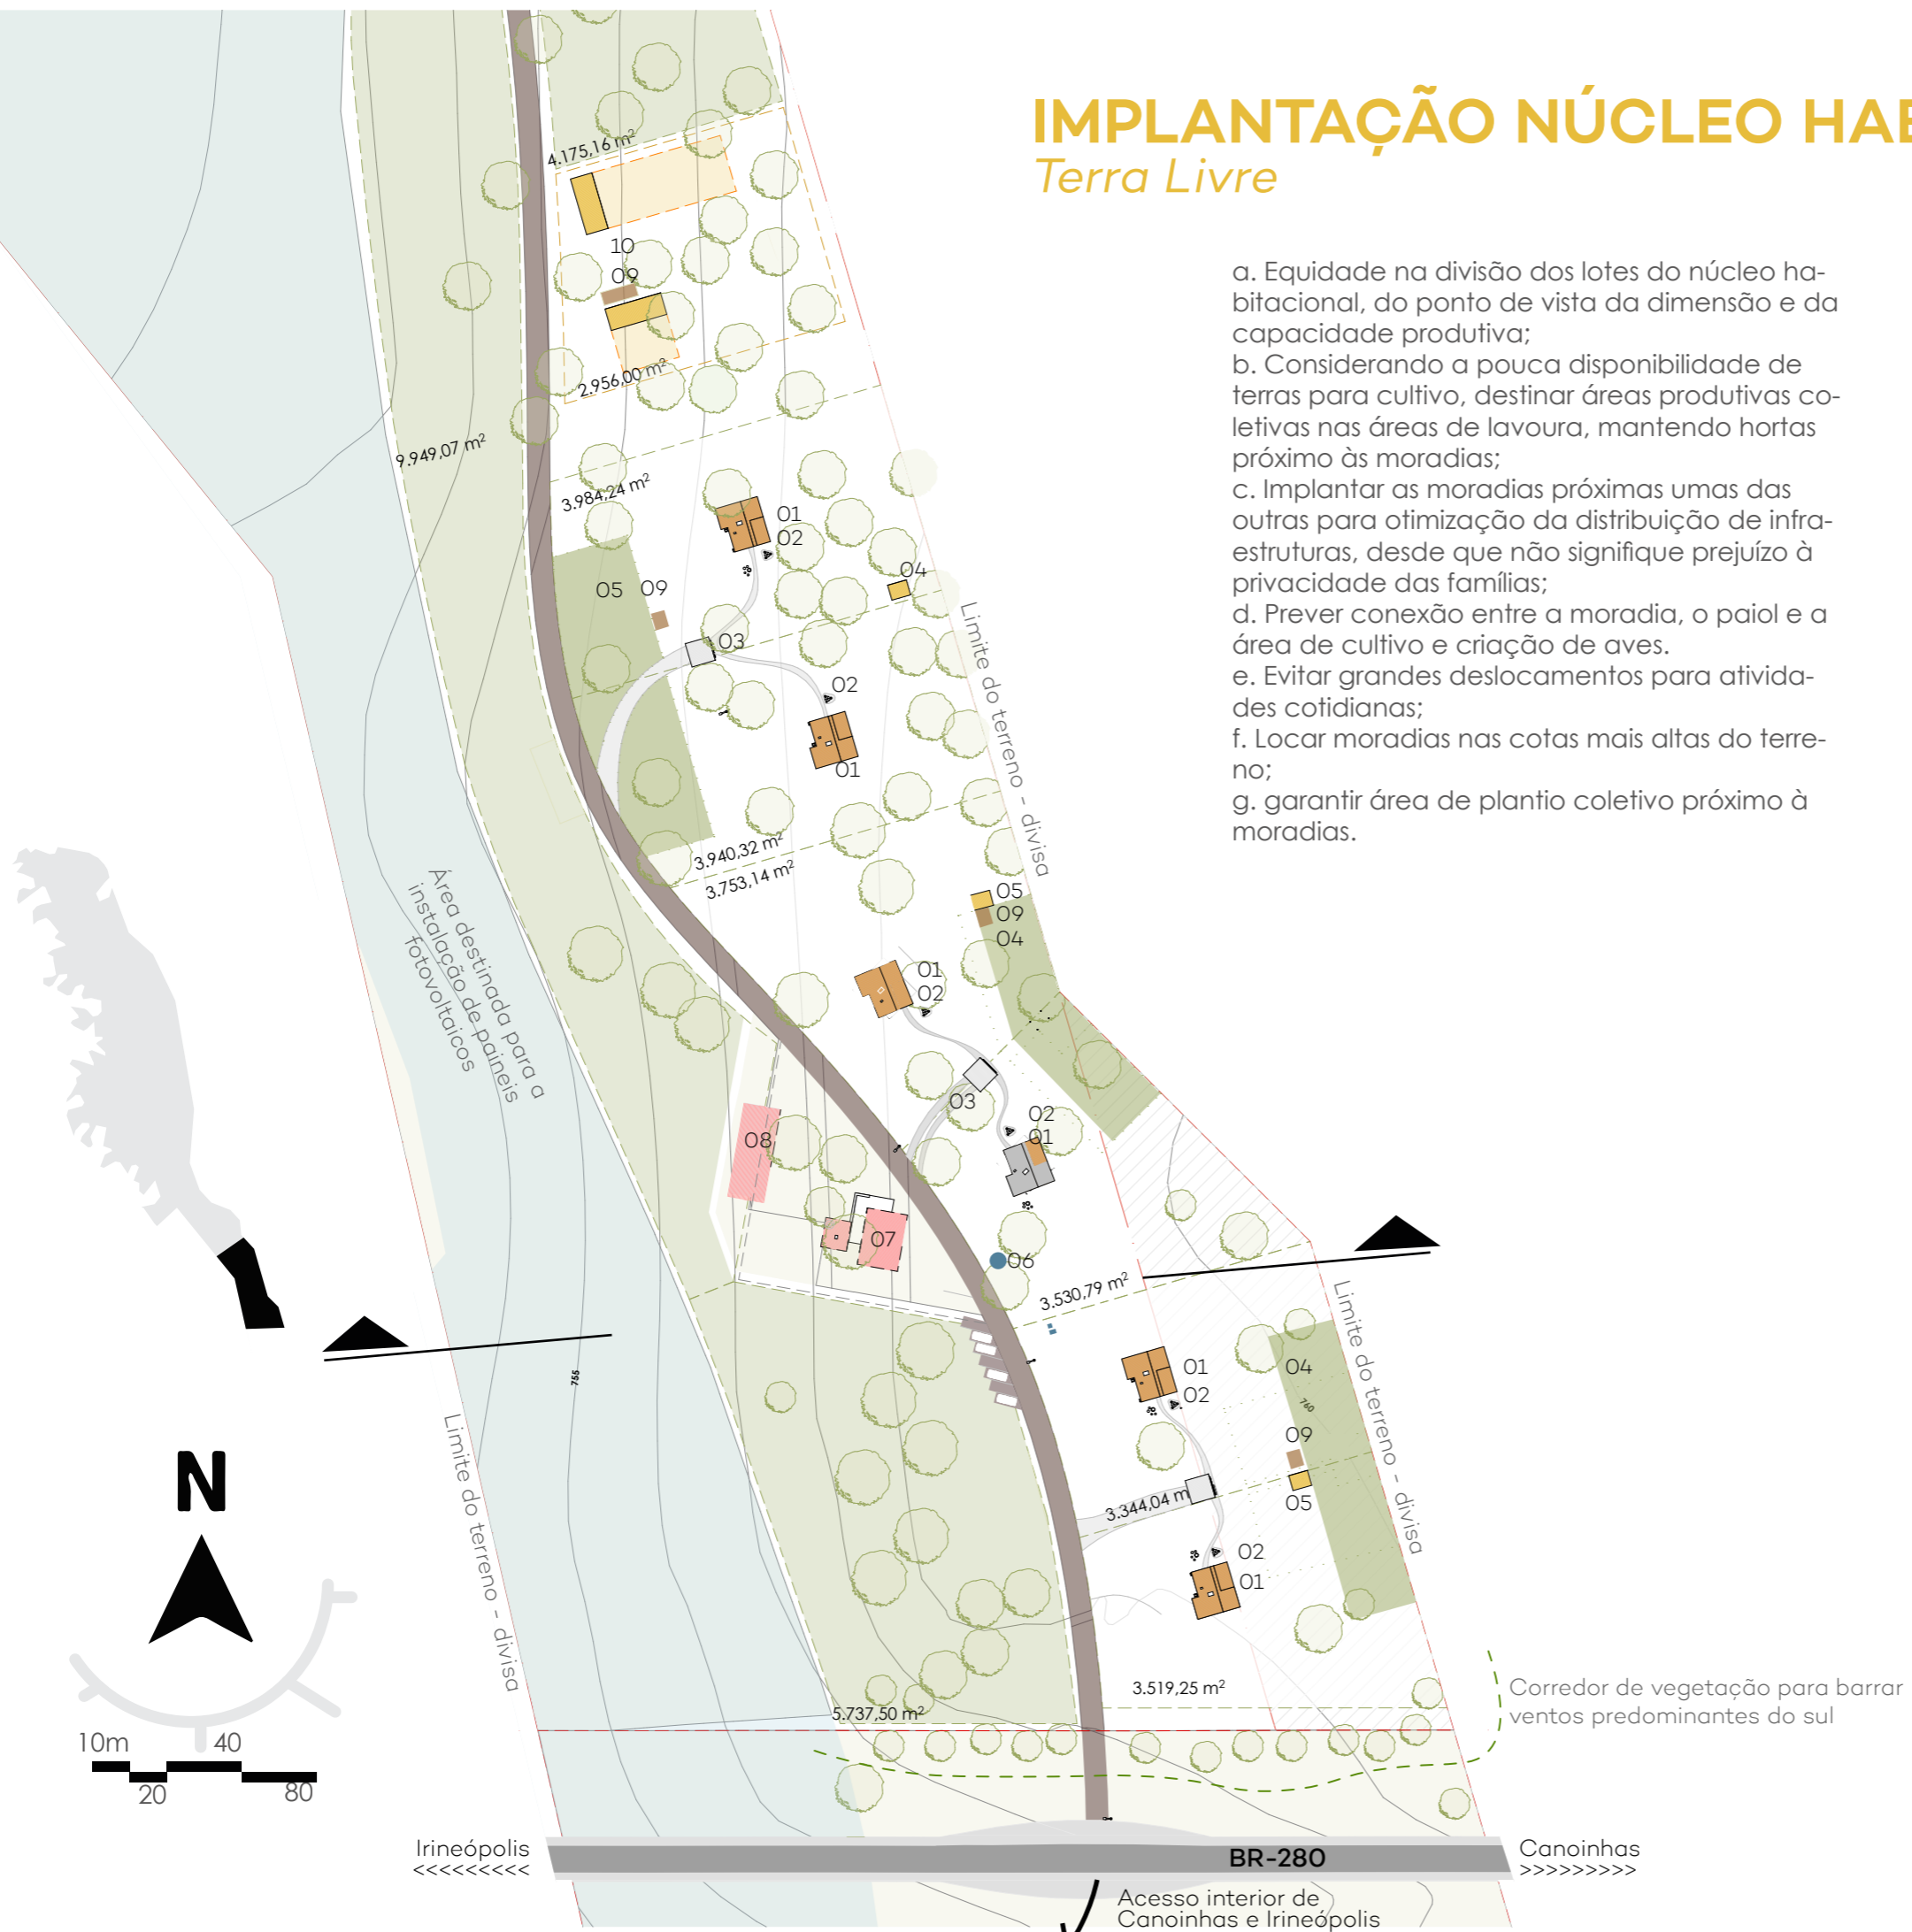 IMPLANTAÇÃO NÚCLEO HAB
Terra Livre
a. Equidade na divisão dos lotes do núcleo ha-
bitacional, do ponto de vista da dimensão e da
capacidade produtiva;
b. Considerando a pouca disponibilidade de
terras para cultivo, destinar áreas produtivas co-
letivas nas áreas de lavoura, mantendo hortas
próximo às moradias;
c. Implantar as moradias próximas umas das
outras para otimização da distribuição de infra-
estruturas, desde que não signifique prejuízo à
privacidade das famílias;
d. Prever conexão entre a moradia, o paiol e a
área de cultivo e criação de aves.
e. Evitar grandes deslocamentos para ativida-
des cotidianas;
f. Locar moradias nas cotas mais altas do terre-
no;
g. garantir área de plantio coletivo próximo à
moradias.
4.175,16 m²
10
09
2.956,00 m²
9.949,07 m²
3.984,24 m²
01
02
04
05 09
03
02
01
Limite do terreno - divisa
3.940,32 m²
3.753,14 m²
05
09
04
01
02
Área destinada para a
instalação de paineis
fotovoltaicos
03
02
01
08
07
06
3.530,79 m²
Limite do terreno - divisa
01
02
04
760
09
05
755
3.344,04 m
02
01
Limite do terreno - divisa
N
10m
40
20
80
3.519,25 m²
5.737,50 m²
Corredor de vegetação para barrar
ventos predominantes do sul
Irineópolis
<<<<<<<<<
BR-280
Canoinhas
>>>>>>>>>
Acesso interior de
Canoinhas e Irineópolis